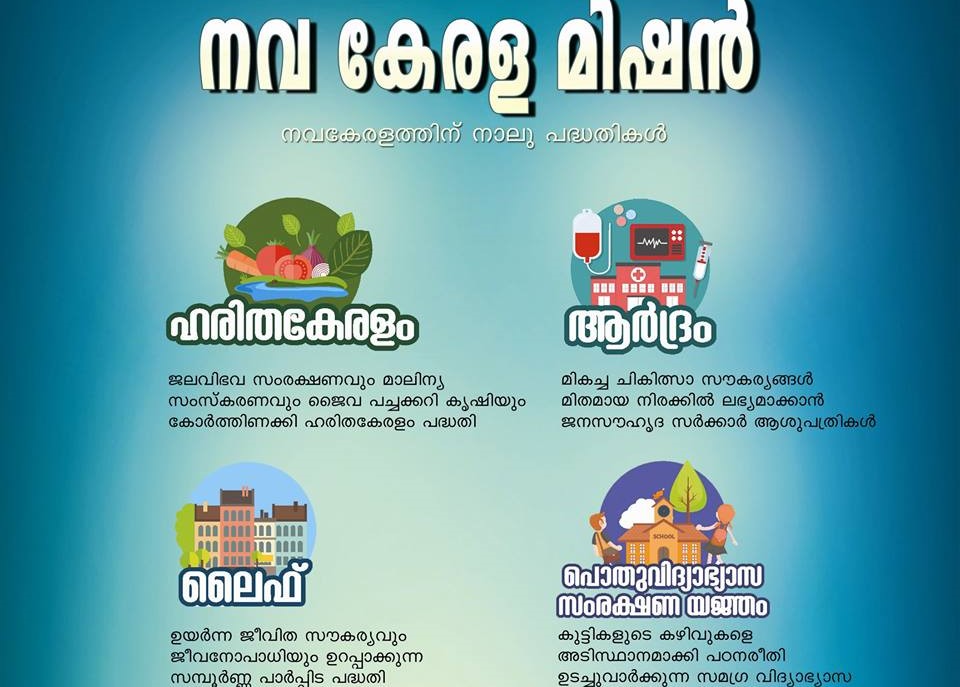 നവ കേരള മിഷൻ
നവകേരളത്തിന് നാലു പദ്ധതികൾ
ഹരിതകേരളം
ജലവിഭവ സംരക്ഷണവും മാലിന്യ
സംസ്കരണവും ജൈവ പച്ചക്കറി കൃഷിയും
കോർത്തിണക്കി ഹരിതകേരളം പദ്ധതി
ആർദ്രം
മികച്ച ചികിത്സാ സൗകര്യങ്ങൾ
മിതമായ നിരക്കിൽ ലഭ്യമാക്കാൻ
ജനസൗഹൃദ സർക്കാർ ആശുപത്രികൾ
ലൈഫ്
ഉയർന്ന ജീവിത സൗകര്യവും
ജീവനോപാധിയും ഉറപ്പാക്കുന്ന
സമ്പൂർണ്ണ പാർപ്പിട പദ്ധതി
SCHOOL
പൊതുവിദ്യാഭ്യാസ
സംരക്ഷണ യജ്ഞം
കുട്ടികളുടെ കഴിവുകളെ
അടിസ്ഥാനമാക്കി പഠനരീതി
ഉടച്ചുവാർക്കുന്ന സമഗ്ര വിദ്യാഭ്യാസ